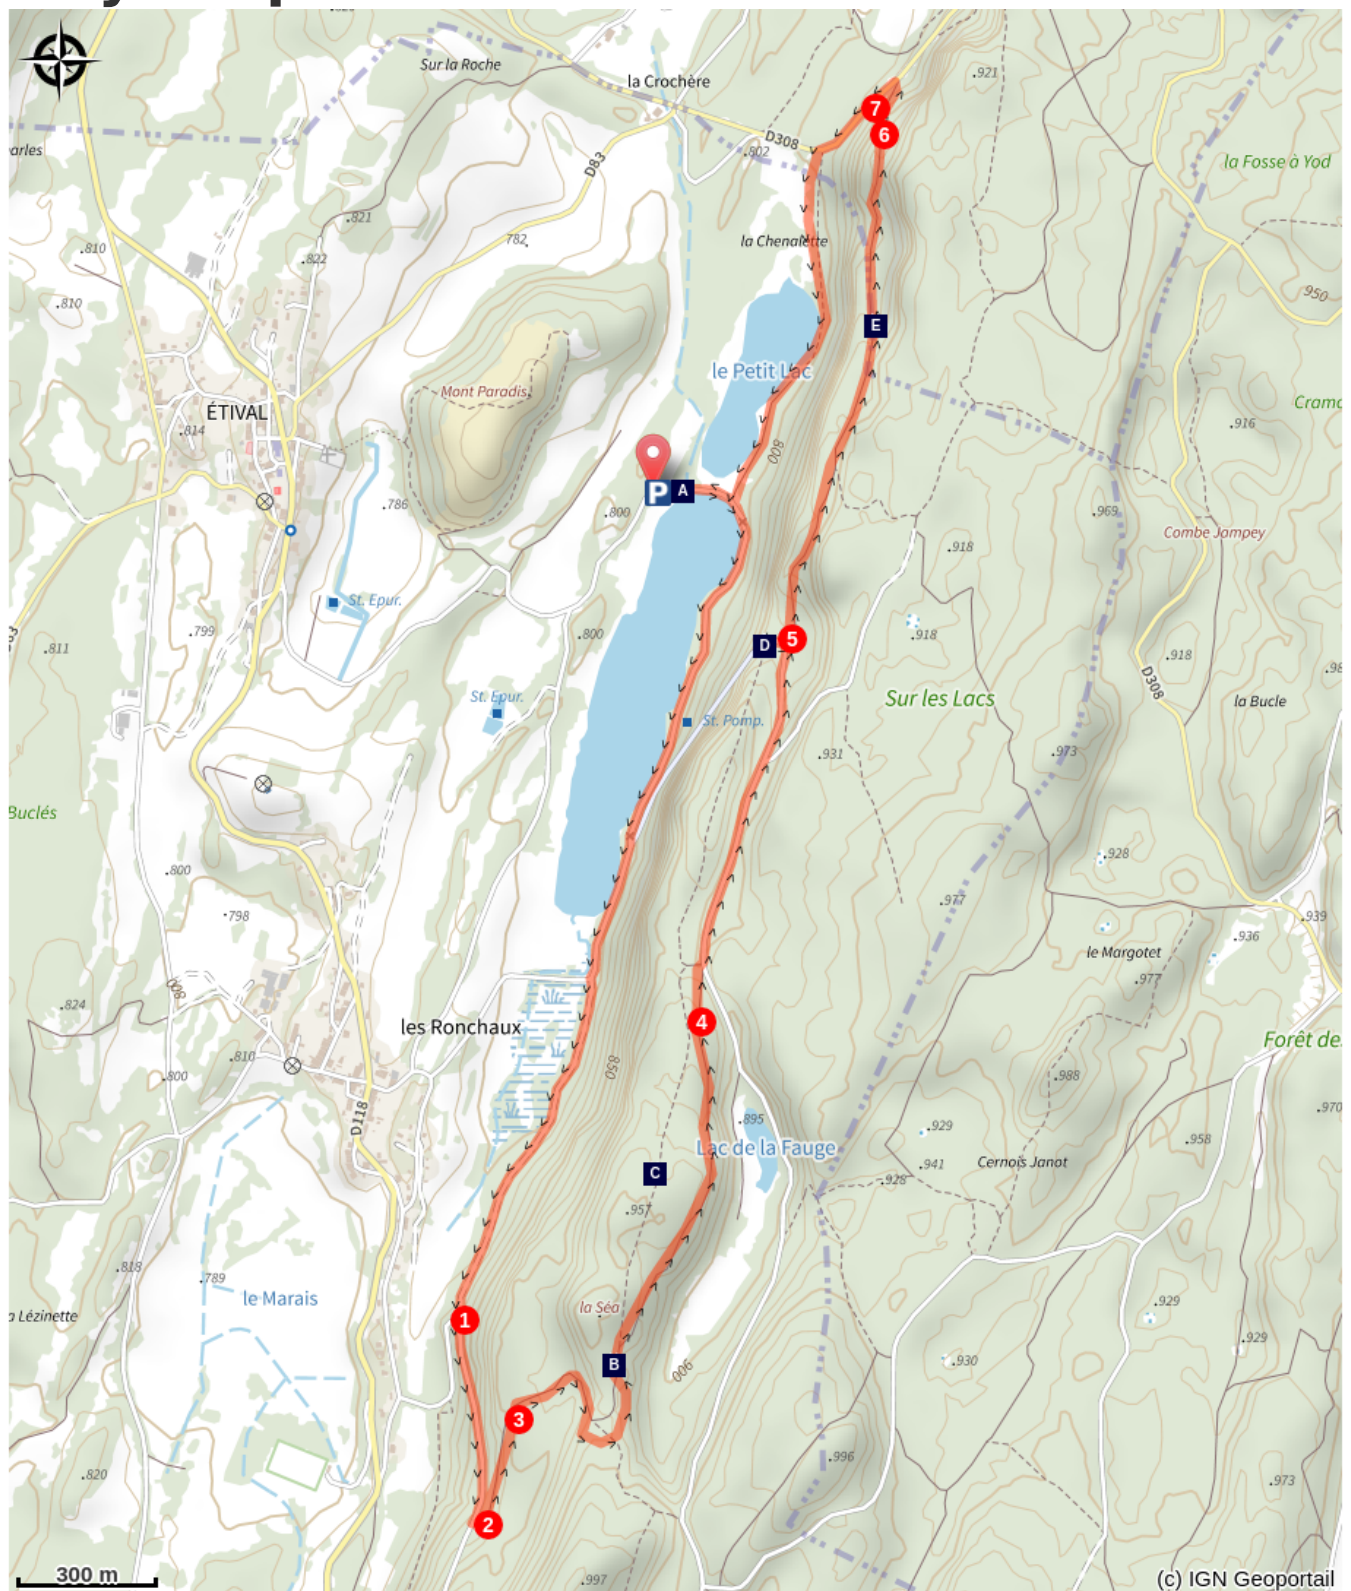 Sur la Roche
la Crochère
.921
D308
.802
D83
arles
la Fosse à Yod
.821
782.
.810
.822
la Chenalette
.810
950
E
le Petit Lac
Mont Paradis
Cramo
ÉTIVAL
.814
.916
800
P
A
.786
.800
.969
Combe Jampey
.918
St. Epur.
.799
.800
.918
.811
D
5
.918
St. Epur.
Sur les Lacs
D308
la Bucle
St. Pomp.
.931
.973
Buclés
.928
.800
.977
.798
.939
.936
le Margotet
.977
800
.824
les Ronchaux
4
Forêt de
.810
850
.800
.988
.970
D118
.895
.929
Lac de la Fauge
.958
.941
Cernois Janot
C
.928
.957
.818
.789
le Marais
la Séa
.929
a Lézinette
1
.929
B
.930
900
3
.996
.820
.973
2
300 m
.997
(c) IGN Geoportail
7
6